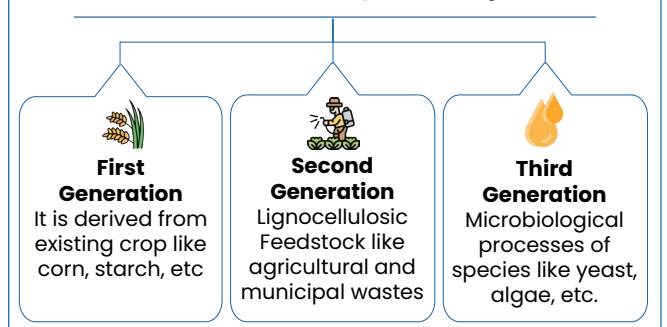 First
Generation
It is derived from
existing crop like
corn, starch, etc
Second
Generation
Lignocellulosic
Feedstock like
agricultural and
municipal wastes
Third
Generation
Microbiological
processes of
species like yeast,
algae, etc.